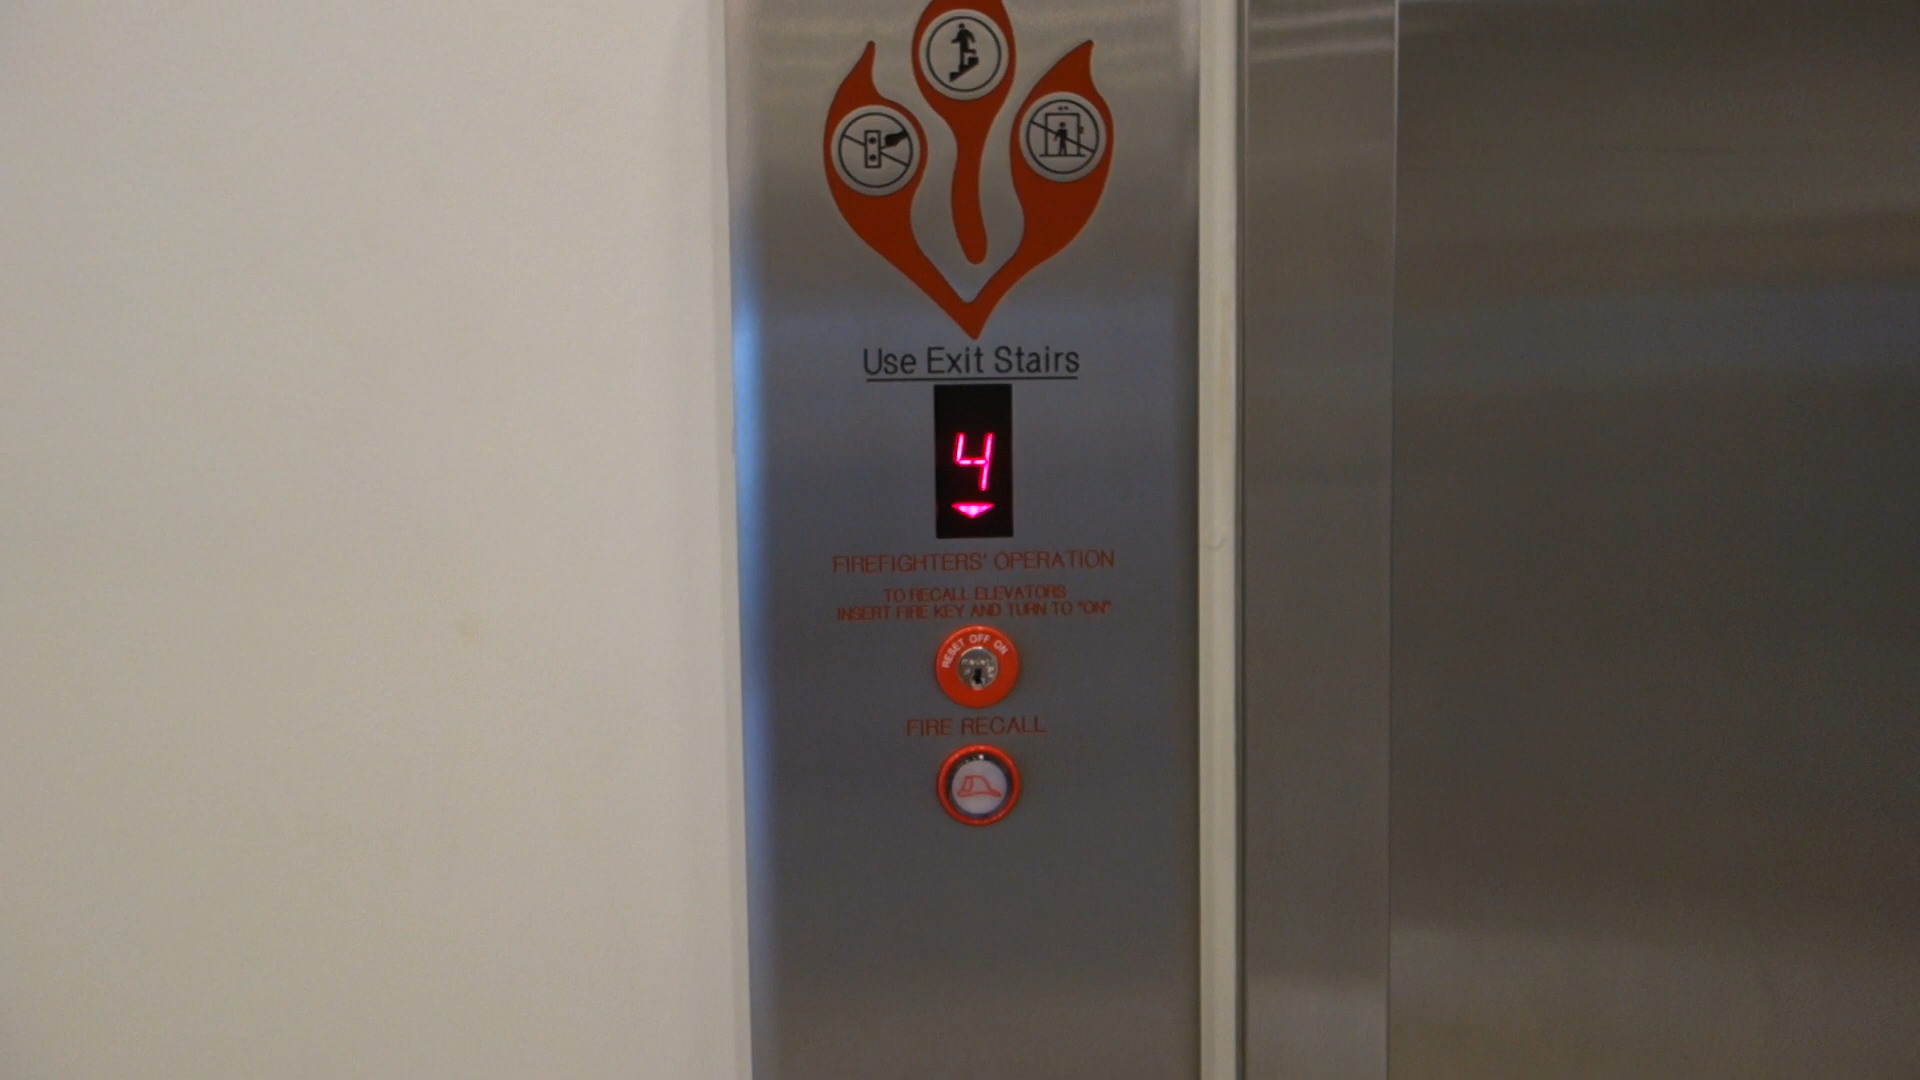 Use Exit Stairs
4
FIREFIGHTERS' OPERATION
TO RECALL ELEVATORS
INSERT FIRE KEY AND TURN TO "ON"
RESET OFF ON
FIRE RECALL